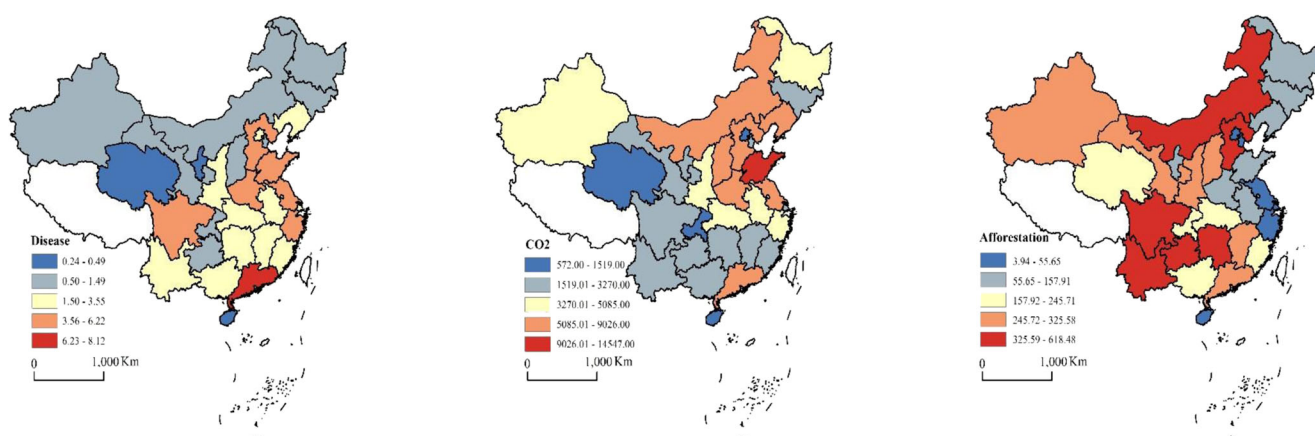 Disease
0.24 - 0.49
0.50 - 1.49
1.50 - 3.55
3.56 - 6.22
6.23 - 8.12
0 1,000 Km
CO2
572.00 - 1519.00
1519.01 - 3270.00
3270.01 - 5085.00
5085.01 - 9026.00
9026.01 - 14547.00
0 1,000 Km
Afforestation
3.94 - 55.65
55.65 - 157.91
157.92 - 245.71
245.72 - 325.58
325.59 - 618.48
0 1,000 Km